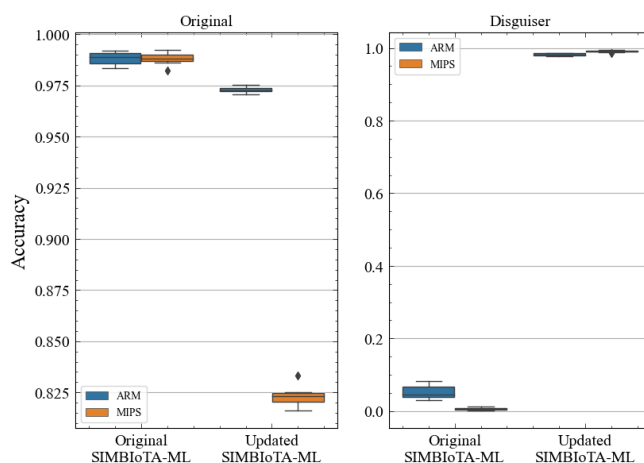 Original
Disguiser
1.000
0.975
0.950
0.925
0.900
0.875
0.850
0.825
Accuracy
ARM
MIPS
Original
SIMBIoTA-ML
Updated
SIMBIoTA-ML
1.0
0.8
0.6
0.4
0.2
0.0
ARM
MIPS
Original
SIMBIoTA-ML
Updated
SIMBIoTA-ML